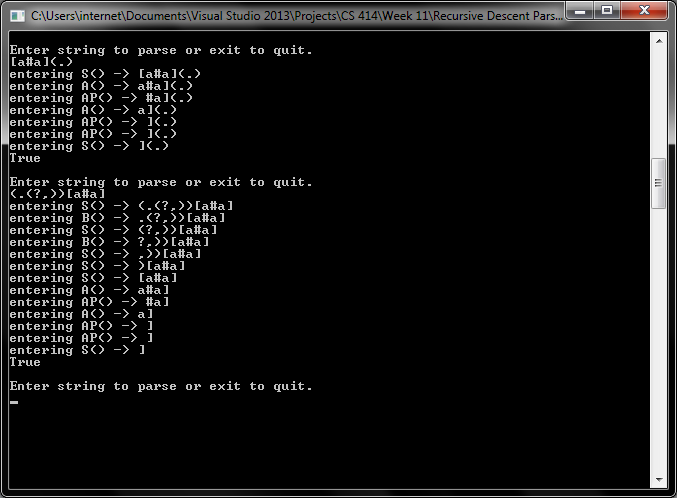 C:\Users\internet\Documents\Visual Studio 2013\Projects\CS 414\Week 11\Recursive Descent Pars...
Enter string to parse or exit to quit.
[a#a](.)
entering S() -> [a#a](.)
entering A() -> a#a](.)
entering AP() -> #a](.)
entering A() -> a](.)
entering AP() -> ](.)
entering AP() -> ](.)
entering S() -> ](.)
True
Enter string to parse or exit to quit.
(.(?,))[a#a]
entering S() -> (.(?,))[a#a]
entering B() -> .(?,))[a#a]
entering S() -> (?,))[a#a]
entering B() -> ?,))[a#a]
entering S() -> ,))[a#a]
entering S() -> )[a#a]
entering S() -> [a#a]
entering A() -> a#a]
entering AP() -> #a]
entering A() -> a]
entering AP() -> ]
entering AP() -> ]
entering S() -> ]
True
Enter string to parse or exit to quit.